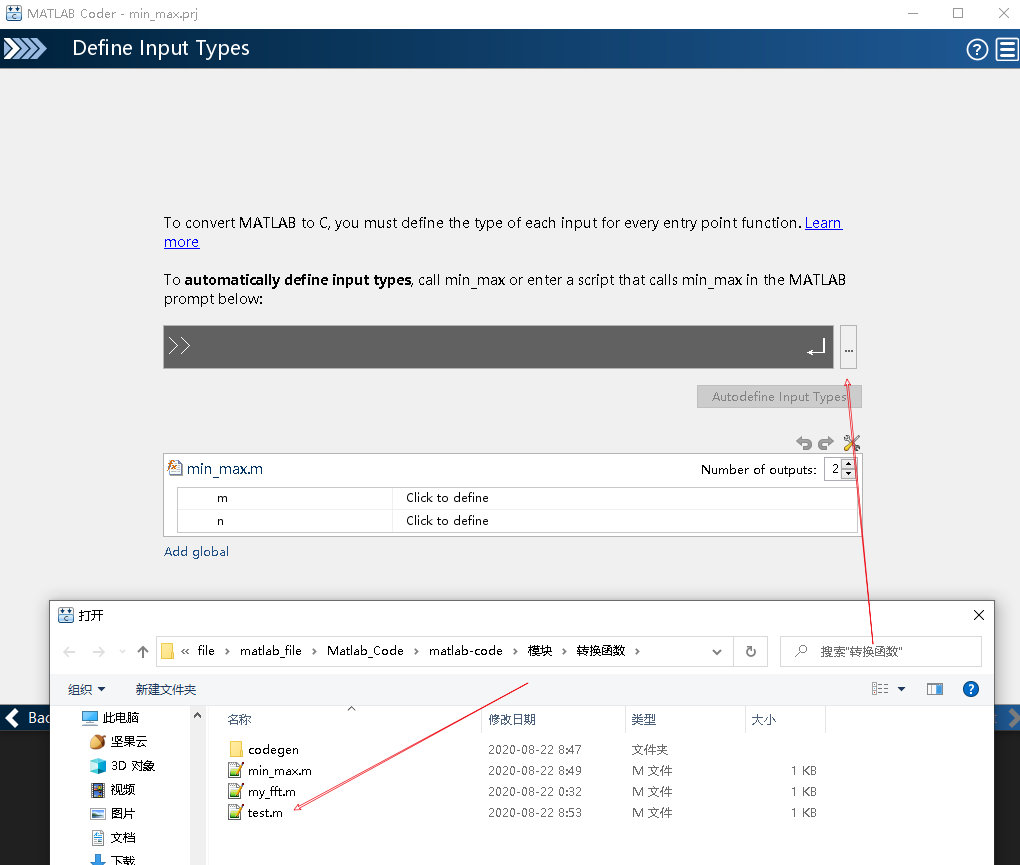 MATLAB Coder - min_max.prj
Define Input Types
To convert MATLAB to C, you must define the type of each input for every entry point function. Learn
more
To automatically define input types, call min_max or enter a script that calls min_max in the MATLAB
prompt below:
>>
...
Autodefine Input Types
min_max.m Number of outputs: 2
m Click to define
n Click to define
Add global
打开
« file › matlab_file › Matlab_Code › matlab-code › 模块 › 转换函数 ›
搜索"转换函数"
组织 新建文件夹
Bac
此电脑
坚果云
3D 对象
视频
图片
文档
下载
名称 修改日期 类型 大小
codegen 2020-08-22 8:47 文件夹
min_max.m 2020-08-22 8:49 M 文件 1 KB
my_fft.m 2020-08-22 0:32 M 文件 1 KB
test.m 2020-08-22 8:53 M 文件 1 KB